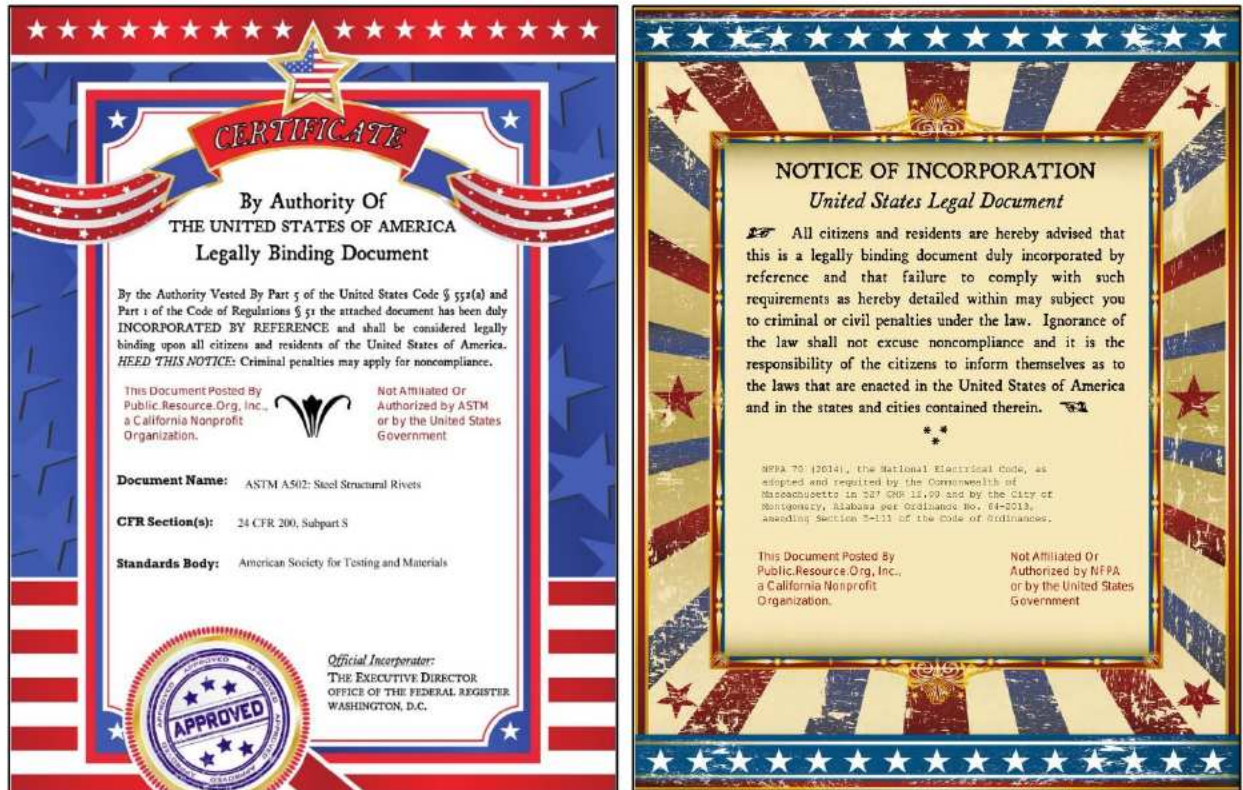 CERTIFICATE
By Authority Of
THE UNITED STATES OF AMERICA
Legally Binding Document
By the Authority Vested By Part 5 of the United States Code § 552(a) and
Part 1 of the Code of Regulations § 51 the attached document has been duly
INCORPORATED BY REFERENCE and shall be considered legally
binding upon all citizens and residents of the United States of America.
HEED THIS NOTICE: Criminal penalties may apply for noncompliance.
This Document Posted By
Public.Resource.Org, Inc.,
a California Nonprofit
Organization.
Not Affiliated Or
Authorized by ASTM
or by the United States
Government
Document Name: ASTM A502: Steel Structural Rivets
CFR Section(s): 24 CFR 200, Subpart S
Standards Body: American Society for Testing and Materials
Official Incorporator:
THE EXECUTIVE DIRECTOR
OFFICE OF THE FEDERAL REGISTER
WASHINGTON, D.C.
APPROVED
APPROVED
APPROVED
APPROVED
NOTICE OF INCORPORATION
United States Legal Document
All citizens and residents are hereby advised that
this is a legally binding document duly incorporated by
reference and that failure to comply with such
requirements as hereby detailed within may subject you
to criminal or civil penalties under the law. Ignorance of
the law shall not excuse noncompliance and it is the
responsibility of the citizens to inform themselves as to
the laws that are enacted in the United States of America
and in the states and cities contained therein.
* *
*
NFPA 70 (2014), the National Electrical Code, as
adopted and required by the Commonwealth of
Massachusetts in 527 CMR 12.00 and by the City of
Montgomery, Alabama per Ordinance No. 64-2013,
amending Section 5-111 of the Code of Ordinances.
This Document Posted By
Public.Resource.Org, Inc.,
a California Nonprofit
Organization.
Not Affiliated Or
Authorized by NFPA
or by the United States
Government